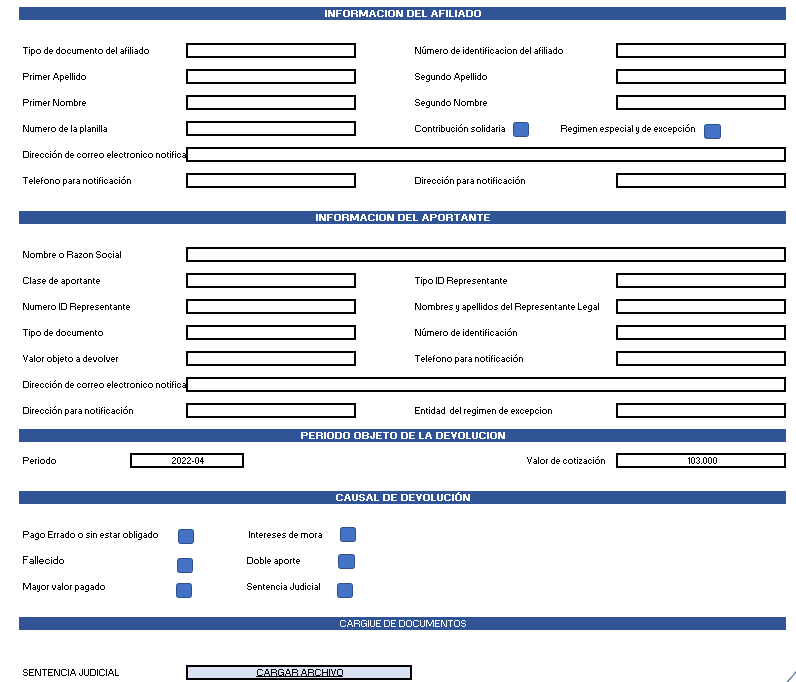 INFORMACION DEL AFILIADO
Tipo de documento del afiliado Número de identificacion del afiliado
Primer Apellido Segundo Apellido
Primer Nombre Segundo Nombre
Numero de la planilla Contribución solidaria Regimen especial y de excepción
Dirección de correo electronico notifica
Telefono para notificación Dirección para notificación
INFORMACION DEL APORTANTE
Nombre o Razon Social
Clase de aportante Tipo ID Representante
Numero ID Representante Nombres y apellidos del Representante Legal
Tipo de documento Número de identificación
Valor objeto a devolver Telefono para notificación
Dirección de correo electronico notifica
Dirección para notificación Entidad del regimen de excepcion
PERIODO OBJETO DE LA DEVOLUCION
Periodo 2022-04 Valor de cotización 103.000
CAUSAL DE DEVOLUCIÓN
Pago Errado o sin estar obligado Intereses de mora
Fallecido Doble aporte
Mayor valor pagado Sentencia Judicial
CARGIUE DE DOCUMENTOS
SENTENCIA JUDICIAL CARGAR ARCHIVO